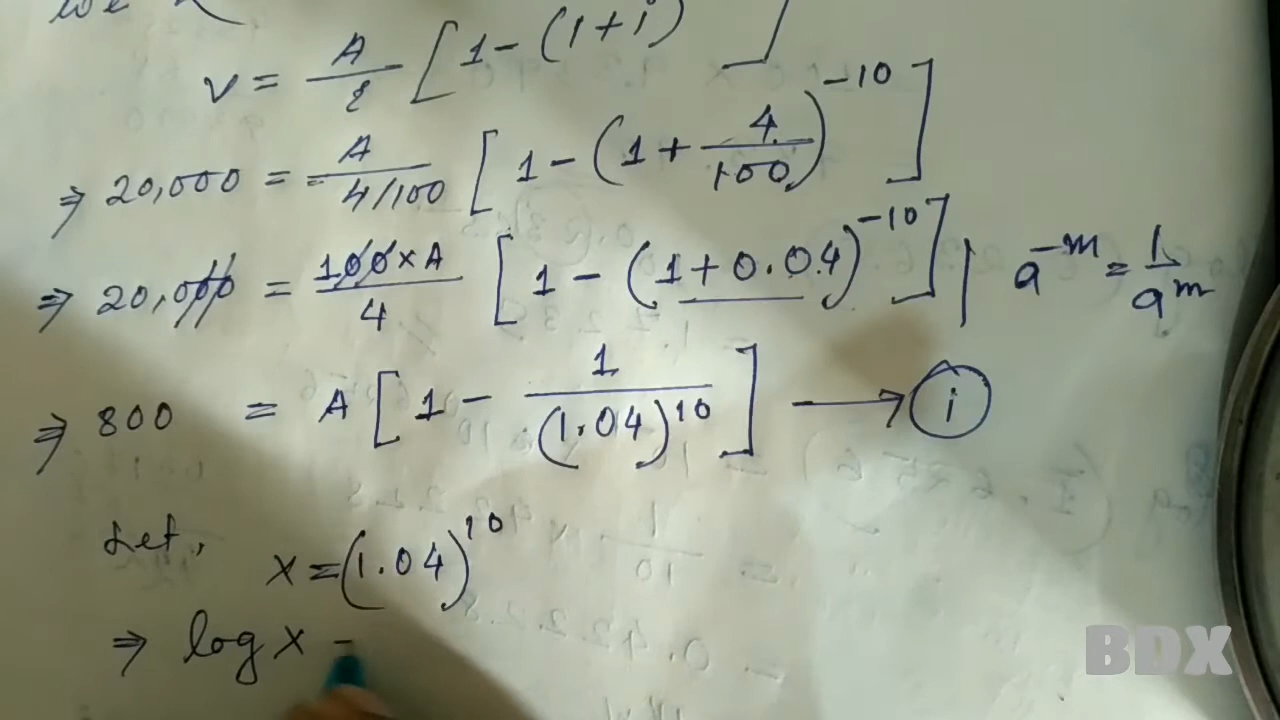 V = A/i [1 - (1+i)]
⇒ 20,000 = A/(4/100) [1 - (1 + 4/100)^-10]
⇒ 20,000 = (100×A)/4 [1 - (1+0.04)^-10] | a^-m = 1/a^m
⇒ 800 = A [1 - 1/(1.04)^10] → (i)
Let, x = (1.04)^10
⇒ log x =
BDX